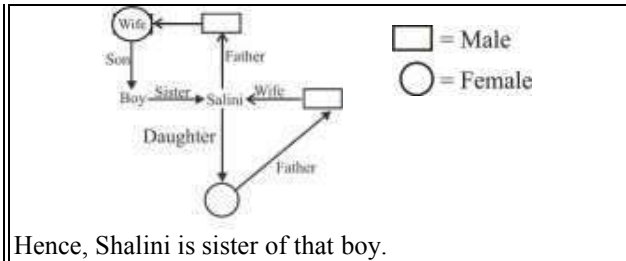 Wife
= Male
Son
Father
= Female
Boy Sister Salini Wife
Daughter
Father
Hence, Shalini is sister of that boy.